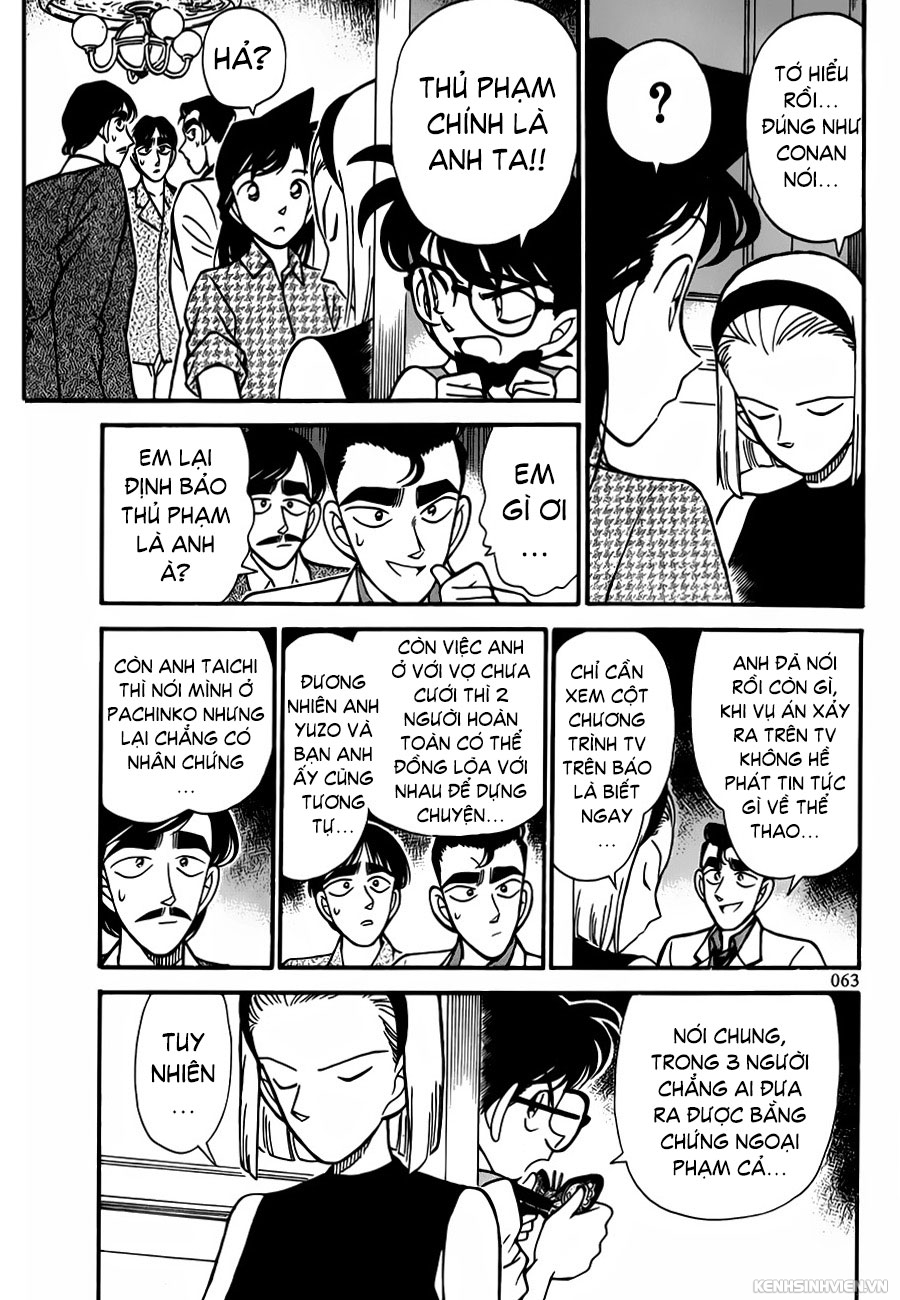 TỚ HIỂU
RỒI...
ĐÚNG NHƯ
CONAN
NÓI...
?
THỦ PHẠM
CHÍNH LÀ
ANH TA!!
HẢ?
EM
GÌ ƠI
...
EM LẠI
ĐỊNH BẢO
THỦ PHẠM
LÀ ANH
À?
ANH ĐÃ NÓI
RỒI CÒN GÌ,
KHI VỤ ÁN XẢY
RA TRÊN TV
KHÔNG HỀ
PHÁT TIN TỨC
GÌ VỀ THỂ
THAO...
CHỈ CẦN
XEM CỘT
CHƯƠNG
TRÌNH TV
TRÊN BÁO
LÀ BIẾT
NGAY
...
CÒN VIỆC ANH
Ở VỚI VỢ CHƯA
CƯỚI THÌ 2
NGƯỜI HOÀN
TOÀN CÓ THỂ
ĐỒNG LÕA VỚI
NHAU ĐỂ DỰNG
CHUYỆN...
ĐƯƠNG
NHIÊN ANH
YUZO VÀ
BẠN ANH
ẤY CŨNG
TƯƠNG
TỰ...
CÒN ANH TAICHI
THÌ NÓI MÌNH Ở
PACHINKO NHƯNG
LẠI CHẲNG CÓ
NHÂN CHỨNG
...
063
NÓI CHUNG,
TRONG 3 NGƯỜI
CHẲNG AI ĐƯA
RA ĐƯỢC BẰNG
CHỨNG NGOẠI
PHẠM CẢ...
TUY
NHIÊN
...
KENHSINHVIEN.VN